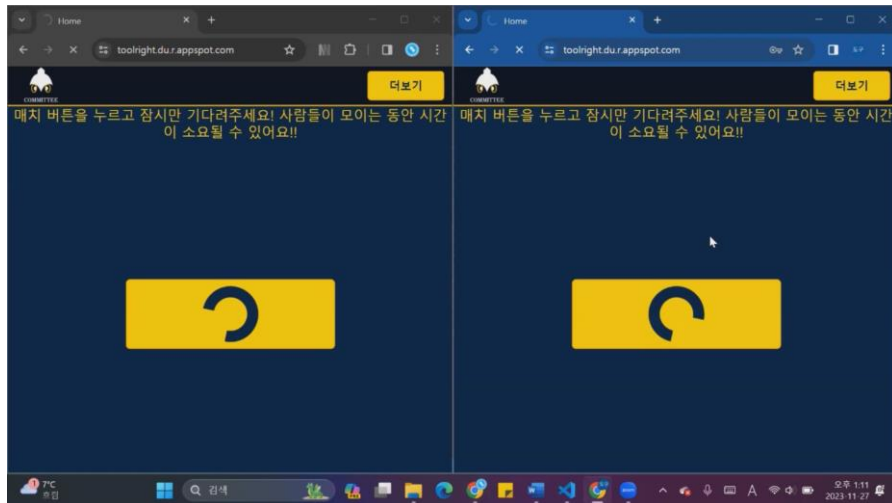 Home
toolright.du.r.appspot.com
COMMITTEE
더보기
매치 버튼을 누르고 잠시만 기다려주세요! 사람들이 모이는 동안 시간
이 소요될 수 있어요!!
Home
toolright.du.r.appspot.com
COMMITTEE
더보기
매치 버튼을 누르고 잠시만 기다려주세요! 사람들이 모이는 동안 시간
이 소요될 수 있어요!!
1
7°C
흐림
검색
A
오후 1:11
2023-11-27